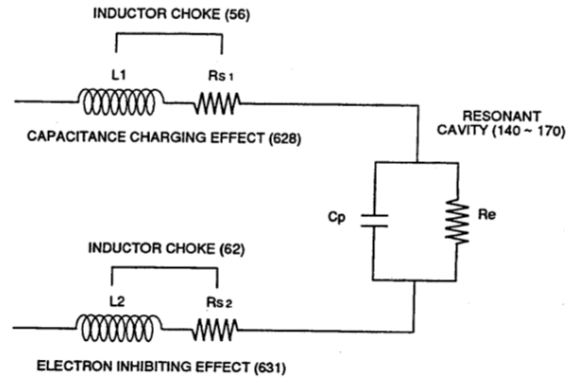 INDUCTOR CHOKE (56)
L1
Rs1
CAPACITANCE CHARGING EFFECT (628)
RESONANT
CAVITY (140 ~ 170)
Cp
Re
INDUCTOR CHOKE (62)
L2
Rs2
ELECTRON INHIBITING EFFECT (631)